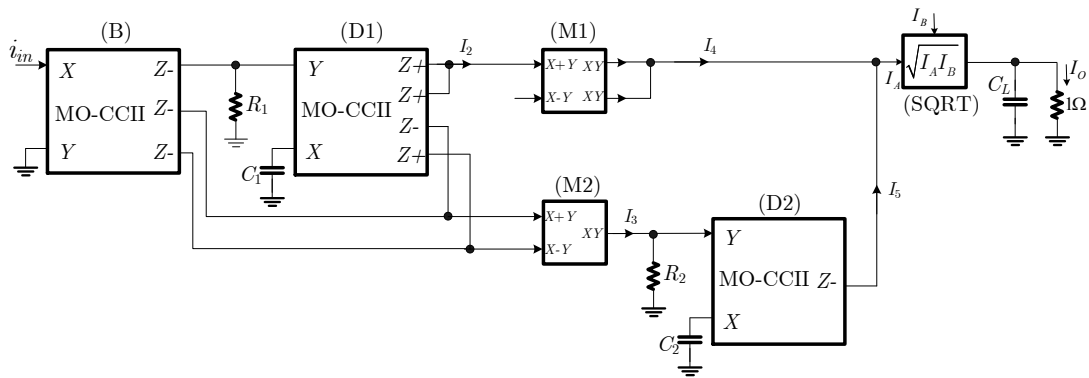 (B)
i_in
X
MO-CCII
Y
Z-
Z-
Z-
R_1
(D1)
Y
MO-CCII
X
Z+
Z+
Z-
Z+
C_1
I_2
(M1)
X+Y
X-Y
XY
XY
I_4
(M2)
X+Y
X-Y
XY
I_3
R_2
(D2)
Y
MO-CCII
X
Z-
C_2
I_5
I_B
I_A
√I_A I_B
(SQRT)
C_L
I_o
1Ω